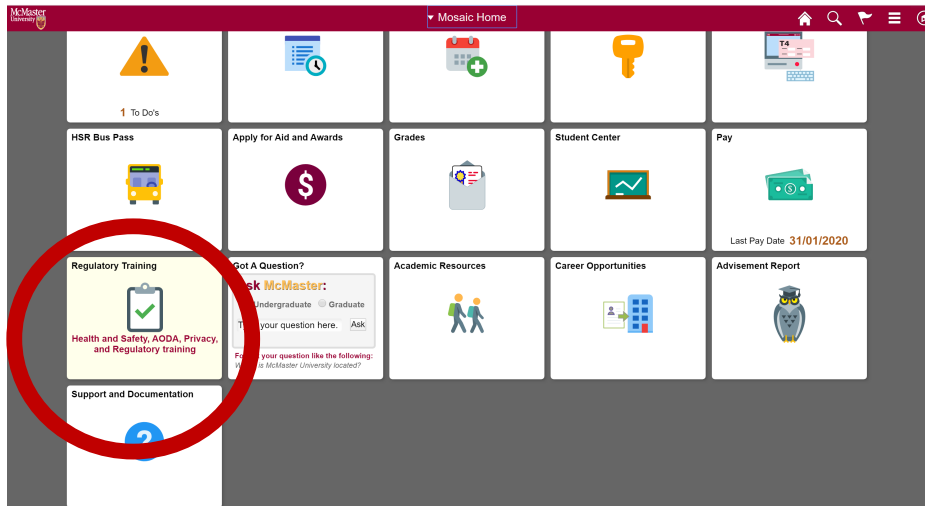 McMaster
University
Mosaic Home
T4
1 To Do's
HSR Bus Pass
Apply for Aid and Awards
Grades
Student Center
Pay
Last Pay Date 31/01/2020
Regulatory Training
Health and Safety, AODA, Privacy,
and Regulatory training
Got A Question?
sk McMaster:
Undergraduate Graduate
your question here. Ask
your question like the following:
is McMaster University located?
Academic Resources
Career Opportunities
Advisement Report
Support and Documentation
?